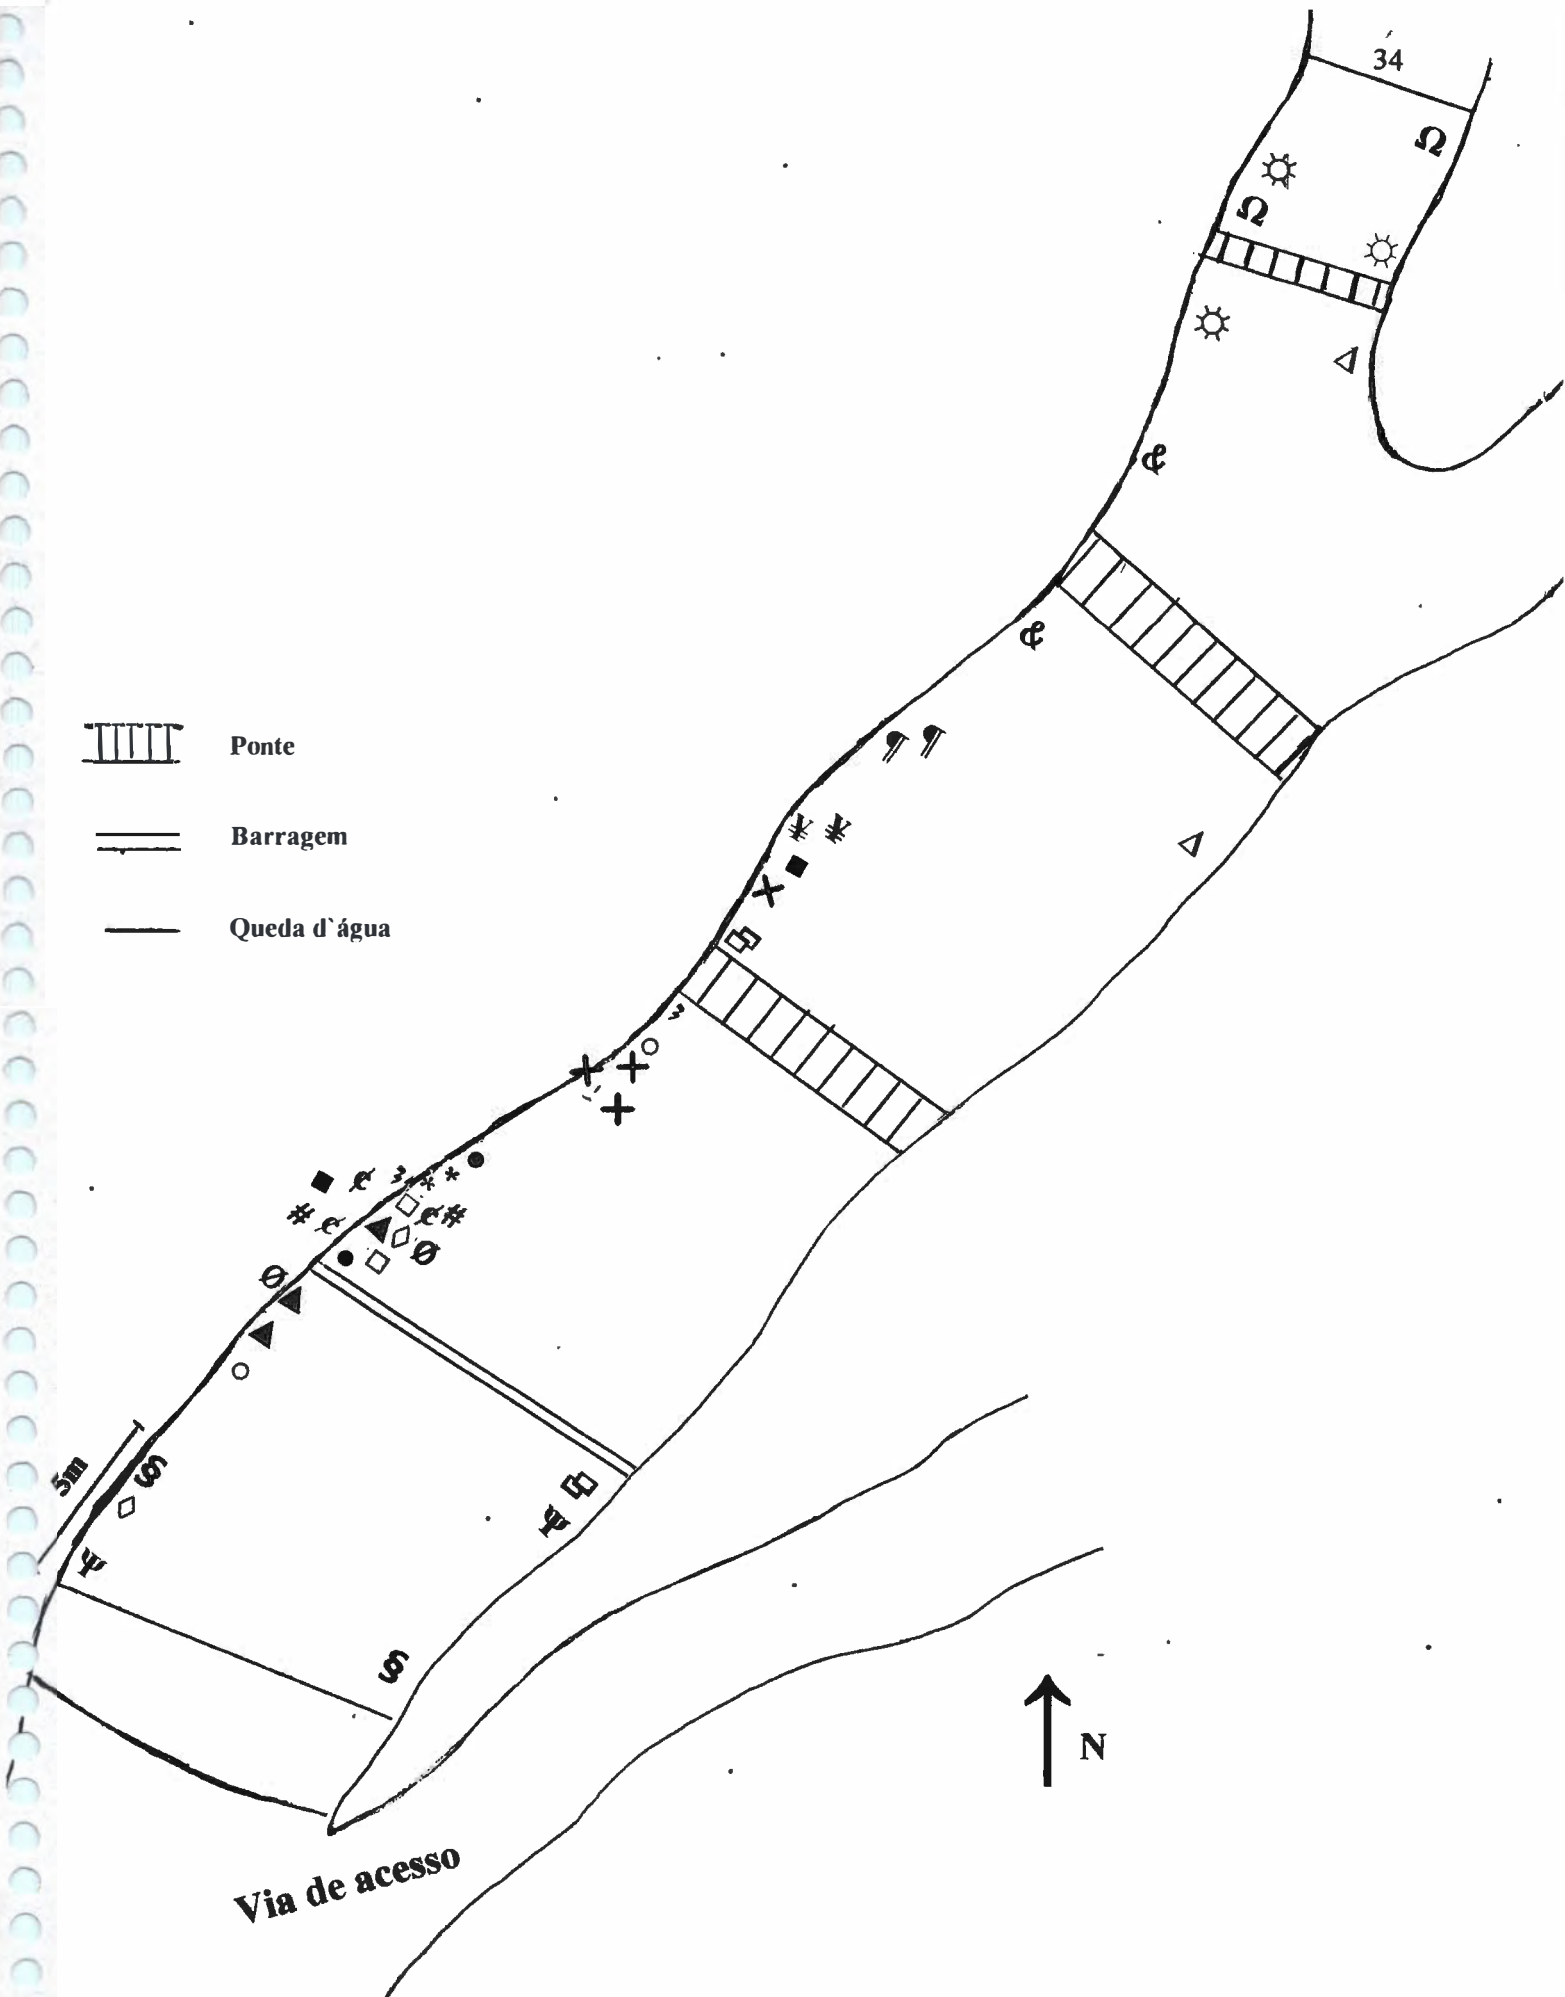 34
Ω
Ω
¶ ¶
¥ ¥
Ponte
Barragem
Queda d`água
# ¢
¢#
Ø
Ø
5m
§
Ψ
Ψ
§
N
Via de acesso